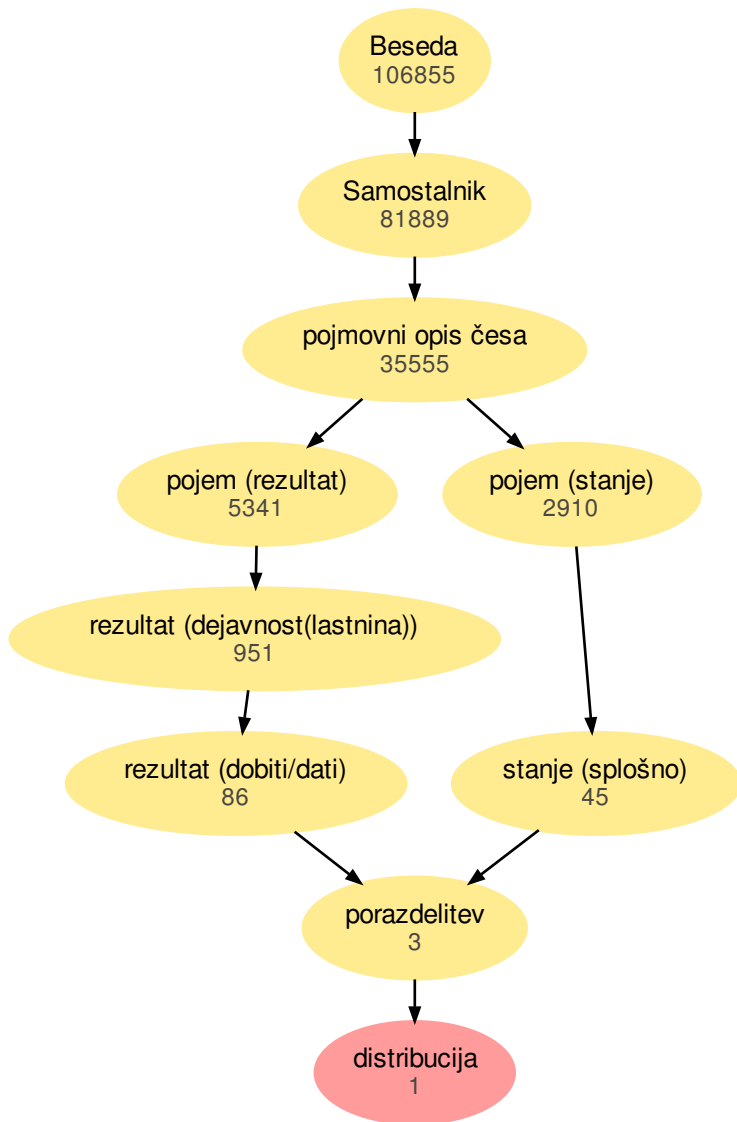 Beseda
106855
Samostalnik
81889
pojmovni opis česa
35555
pojem (rezultat)
5341
pojem (stanje)
2910
rezultat (dejavnost(lastnina))
951
rezultat (dobiti/dati)
86
stanje (splošno)
45
porazdelitev
3
distribucija
1